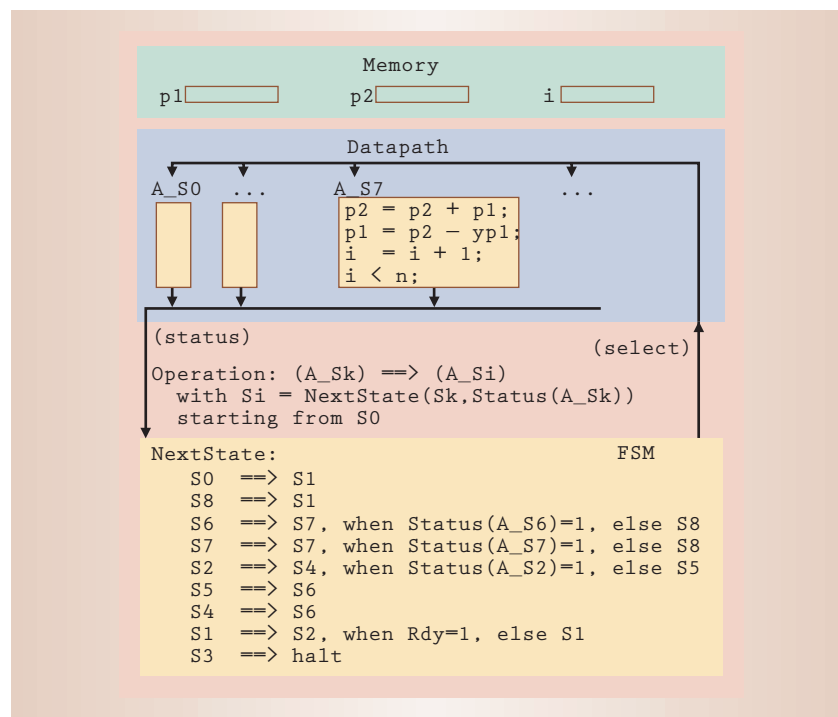 Memory
p1 p2 i
Datapath
A_S0 ... A_S7 ...
p2 = p2 + p1;
p1 = p2 − yp1;
i = i + 1;
i < n;
(status)
(select)
Operation: (A_Sk) ==> (A_Si)
with Si = NextState(Sk,Status(A_Sk))
starting from S0
NextState: FSM
S0 ==> S1
S8 ==> S1
S6 ==> S7, when Status(A_S6)=1, else S8
S7 ==> S7, when Status(A_S7)=1, else S8
S2 ==> S4, when Status(A_S2)=1, else S5
S5 ==> S6
S4 ==> S6
S1 ==> S2, when Rdy=1, else S1
S3 ==> halt